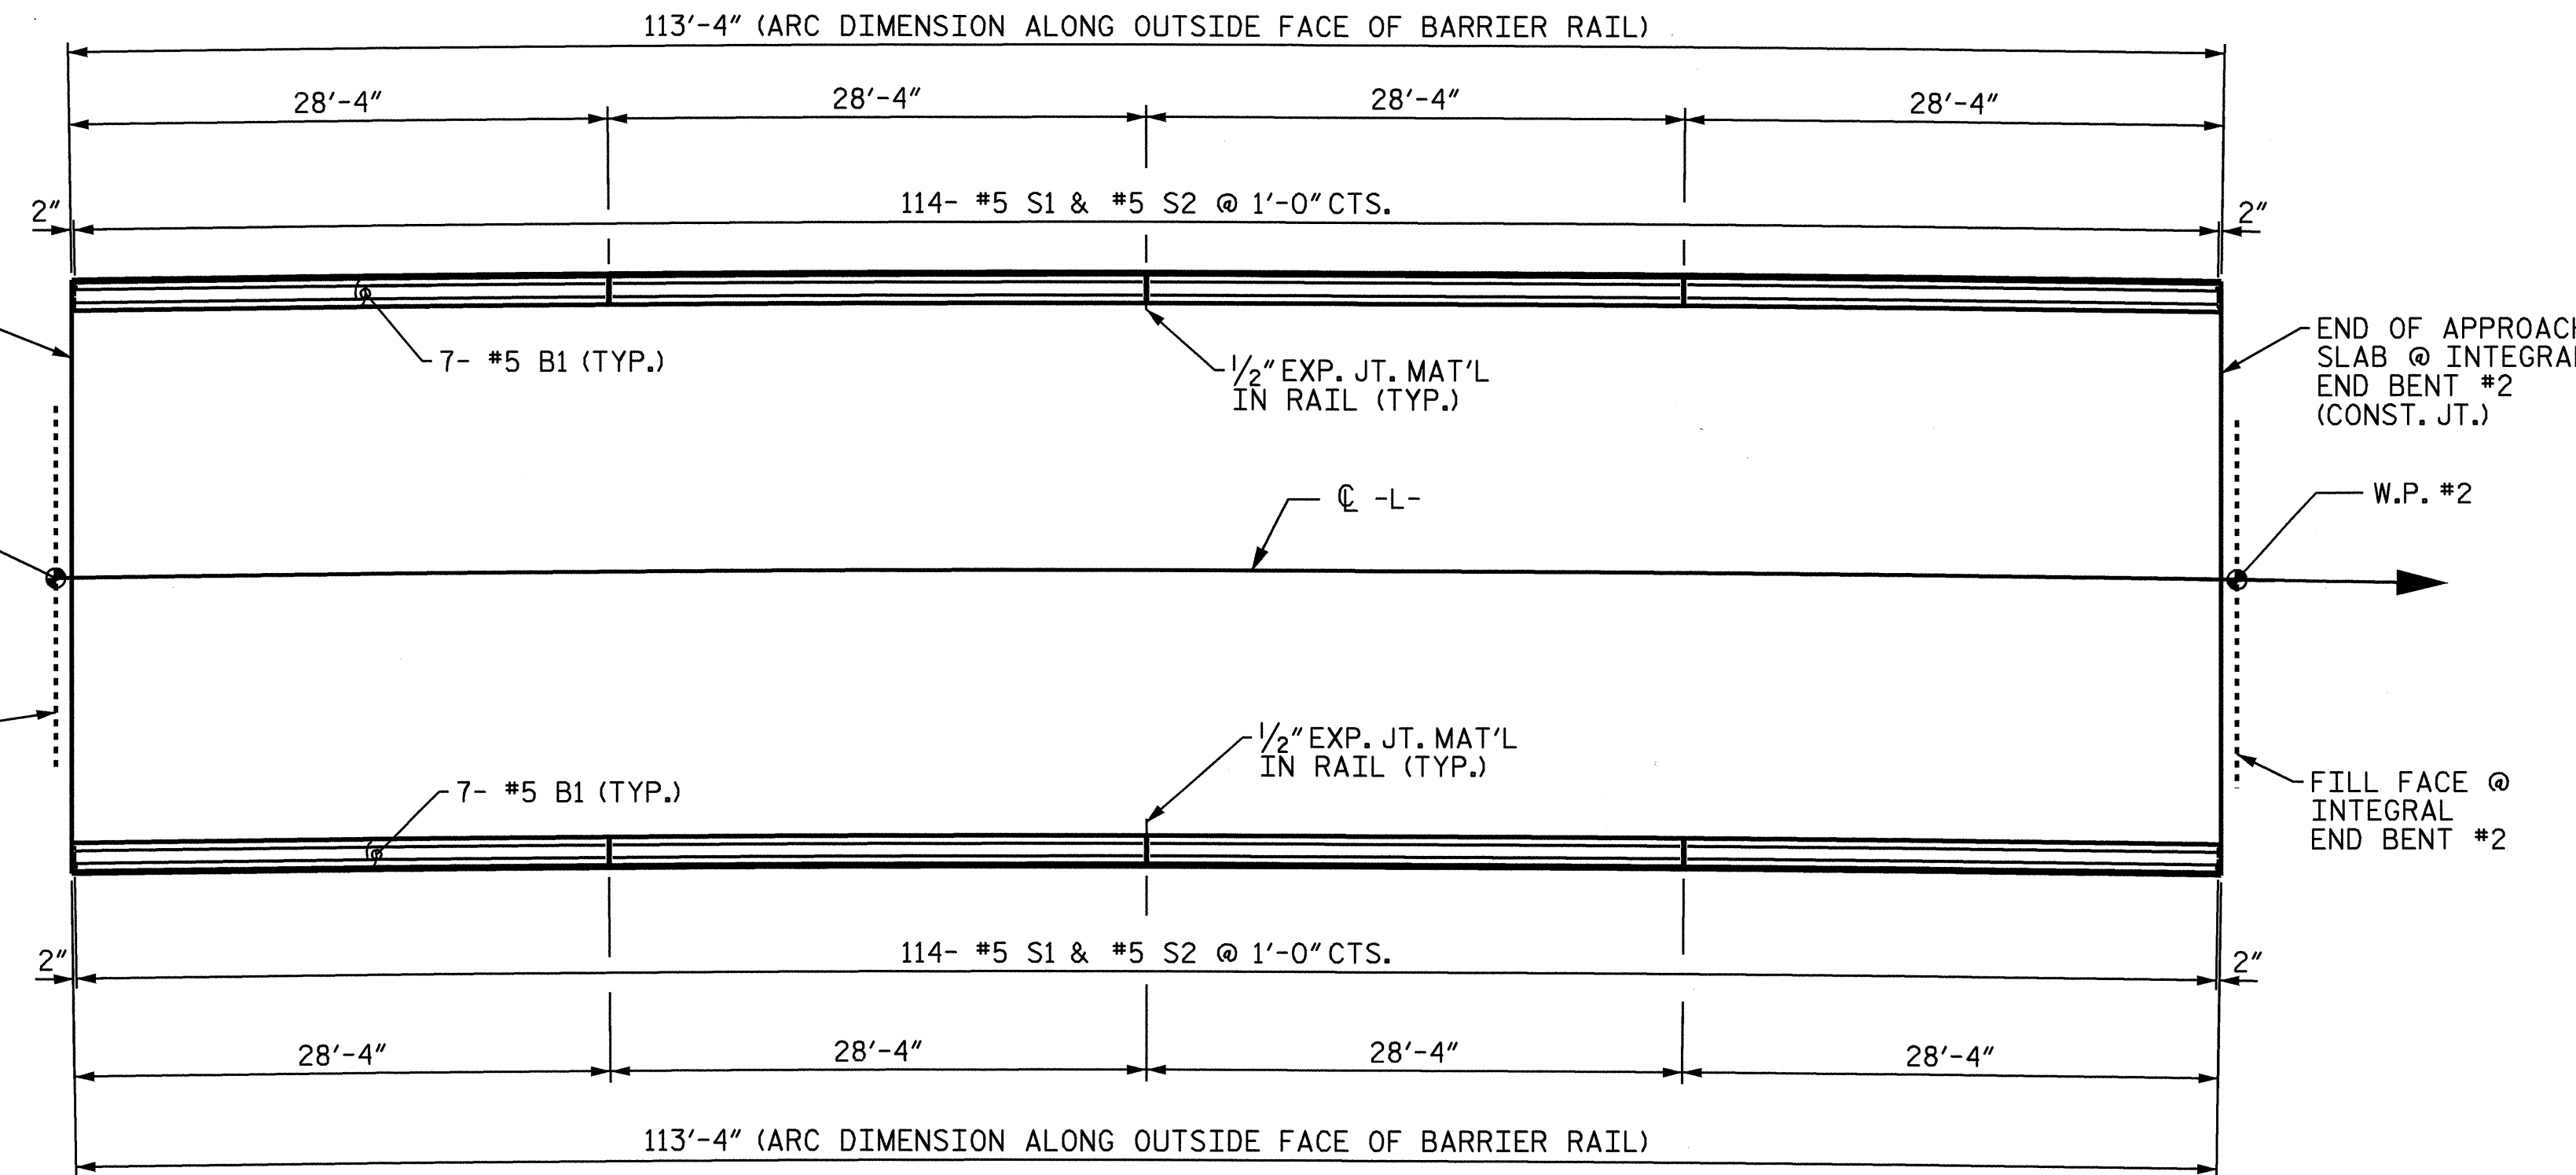 113'-4" (ARC DIMENSION ALONG OUTSIDE FACE OF BARRIER RAIL)
28'-4" 28'-4" 28'-4" 28'-4"
2" 114- #5 S1 & #5 S2 @ 1'-0" CTS. 2"
7- #5 B1 (TYP.)
1/2" EXP. JT. MAT'L
IN RAIL (TYP.)
END OF APPROACH
SLAB @ INTEGRAL
END BENT #2
(CONST. JT.)
℄ -L-
W.P. #2
1/2" EXP. JT. MAT'L
IN RAIL (TYP.)
7- #5 B1 (TYP.)
FILL FACE @
INTEGRAL
END BENT #2
2" 114- #5 S1 & #5 S2 @ 1'-0" CTS. 2"
28'-4" 28'-4" 28'-4" 28'-4"
113'-4" (ARC DIMENSION ALONG OUTSIDE FACE OF BARRIER RAIL)